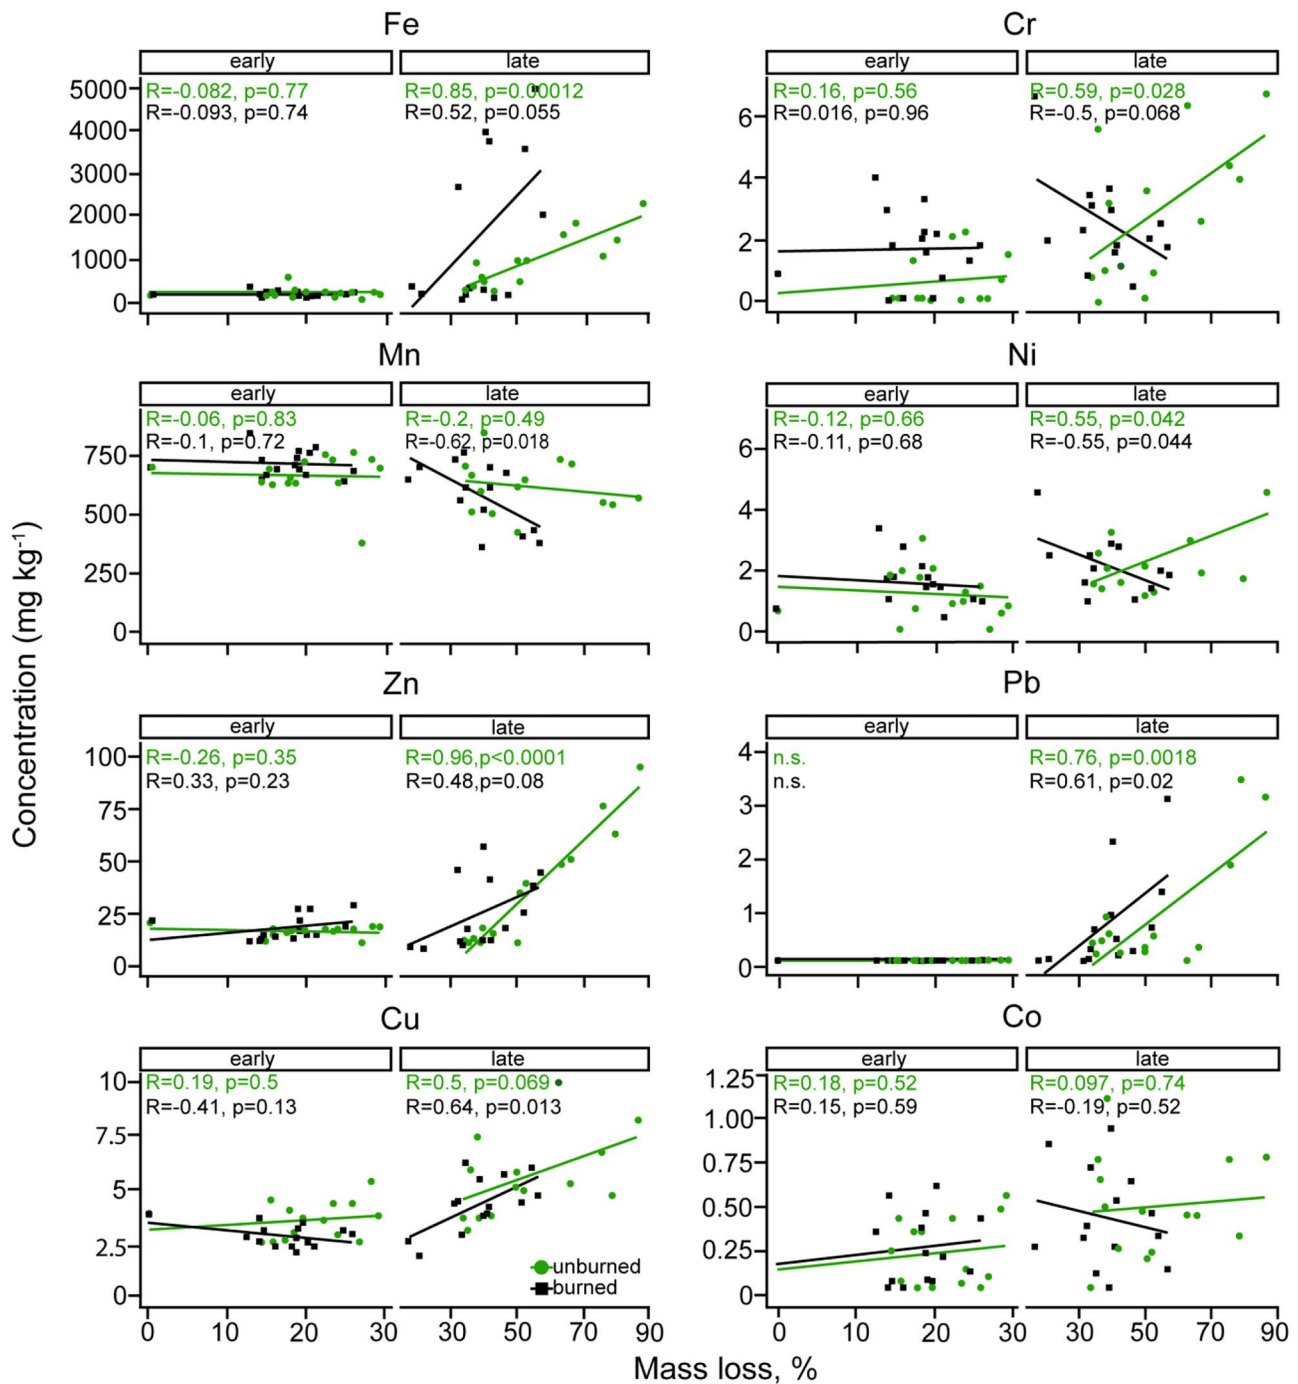 Fe
early late
R=-0.082, p=0.77 R=0.85, p=0.00012
R=-0.093, p=0.74 R=0.52, p=0.055
5000
4000
3000
2000
1000
0
Cr
early late
R=0.16, p=0.56 R=0.59, p=0.028
R=0.016, p=0.96 R=-0.5, p=0.068
6
4
2
0
Mn
early late
R=-0.06, p=0.83 R=-0.2, p=0.49
R=-0.1, p=0.72 R=-0.62, p=0.018
750
500
250
0
Ni
early late
R=-0.12, p=0.66 R=0.55, p=0.042
R=-0.11, p=0.68 R=-0.55, p=0.044
6
4
2
0
Concentration (mg kg⁻¹)
Zn
early late
R=-0.26, p=0.35 R=0.96,p<0.0001
R=0.33, p=0.23 R=0.48,p=0.08
100
75
50
25
0
Pb
early late
n.s. R=0.76, p=0.0018
n.s. R=0.61, p=0.02
4
3
2
1
0
Cu
early late
R=0.19, p=0.5 R=0.5, p=0.069
R=-0.41, p=0.13 R=0.64, p=0.013
10
7.5
5
2.5
0
unburned
burned
0 10 20 30 30 50 70 90
Co
early late
R=0.18, p=0.52 R=0.097, p=0.74
R=0.15, p=0.59 R=-0.19, p=0.52
1.25
1.00
0.75
0.50
0.25
0
0 10 20 30 30 50 70 90
Mass loss, %